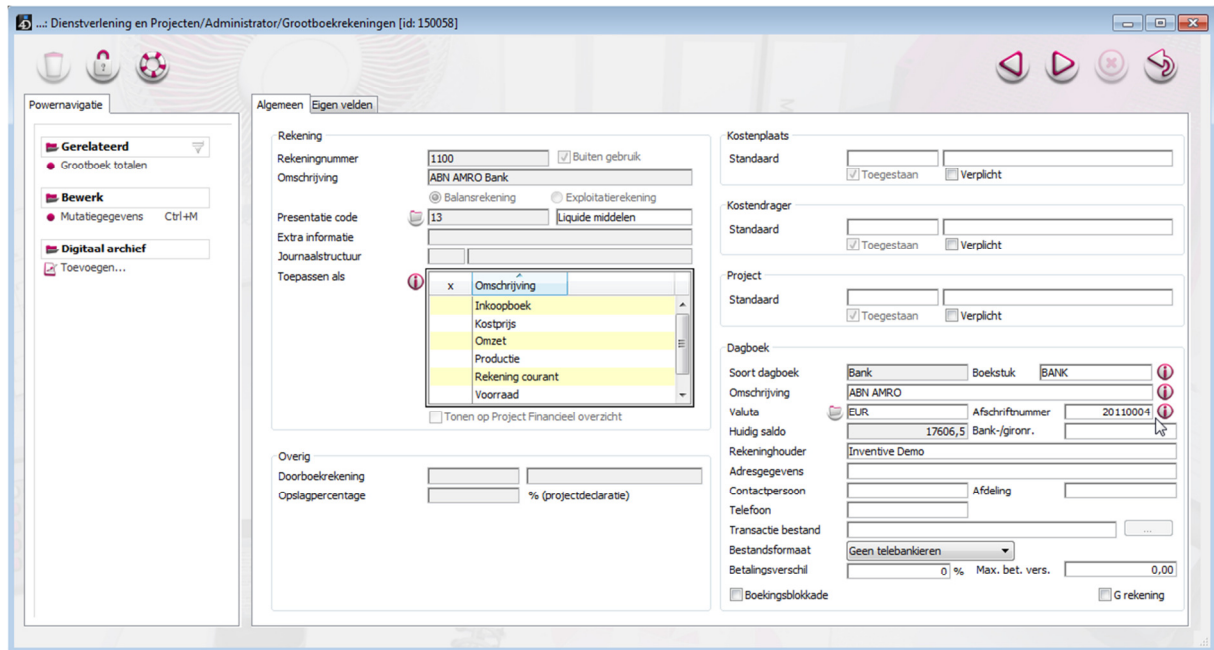 ...: Dienstverlening en Projecten/Administrator/Grootboekrekeningen [id: 150058]
Powernavigatie
Gerelateerd
Grootboek totalen
Bewerk
Mutatiegegevens Ctrl+M
Digitaal archief
Toevoegen...
Algemeen Eigen velden
Rekening
Rekeningnummer 1100 Buiten gebruik
Omschrijving ABN AMRO Bank
Balansrekening Exploitatierekening
Presentatie code 13 Liquide middelen
Extra informatie
Journaalstructuur
Toepassen als
x Omschrijving
Inkoopboek
Kostprijs
Omzet
Productie
Rekening courant
Voorraad
Tonen op Project Financieel overzicht
Overig
Doorboekrekening
Opslagpercentage % (projectdeclaratie)
Kostenplaats
Standaard
Toegestaan Verplicht
Kostendrager
Standaard
Toegestaan Verplicht
Project
Standaard
Toegestaan Verplicht
Dagboek
Soort dagboek Bank Boekstuk BANK
Omschrijving ABN AMRO
Valuta EUR Afschriftnummer 20110004
Huidig saldo 17606,5 Bank-/gironr.
Rekeninghouder Inventive Demo
Adresgegevens
Contactpersoon Afdeling
Telefoon
Transactie bestand ...
Bestandsformaat Geen telebankieren
Betalingsverschil 0 % Max. bet. vers. 0,00
Boekingsblokkade G rekening